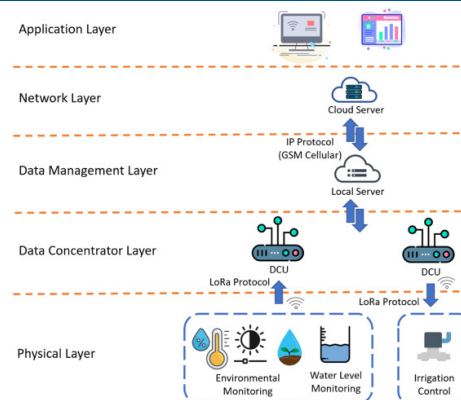 Application Layer
Network Layer
Cloud Server
IP Protocol
(GSM Cellular)
Data Management Layer
Local Server
Data Concentrator Layer
DCU
DCU
LoRa Protocol
LoRa Protocol
%
Physical Layer
Environmental
Monitoring
Water Level
Monitoring
Irrigation
Control